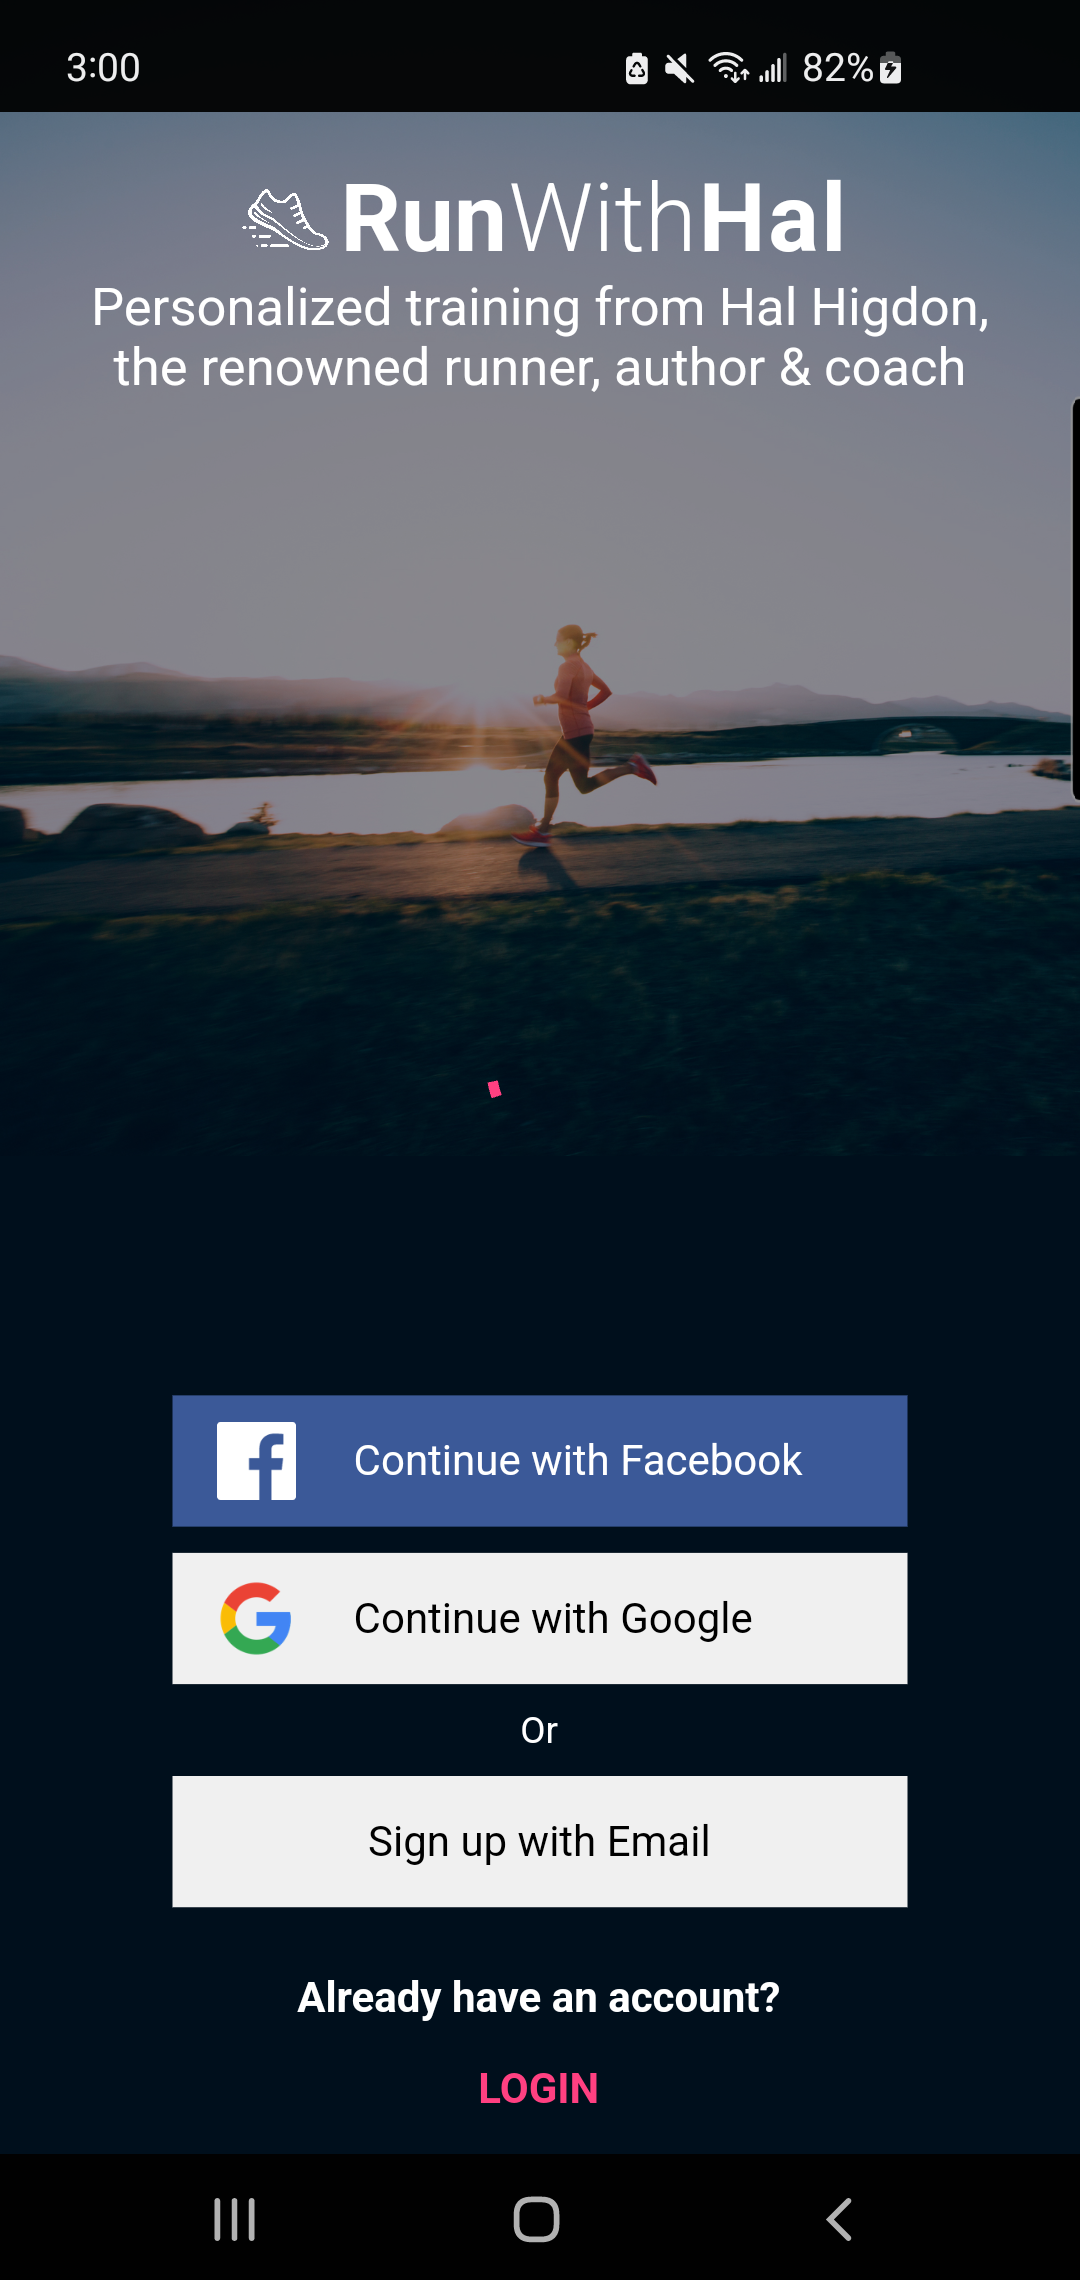 3:00 82%
RunWithHal
Personalized training from Hal Higdon,
the renowned runner, author & coach
Continue with Facebook
Continue with Google
Or
Sign up with Email
Already have an account?
LOGIN